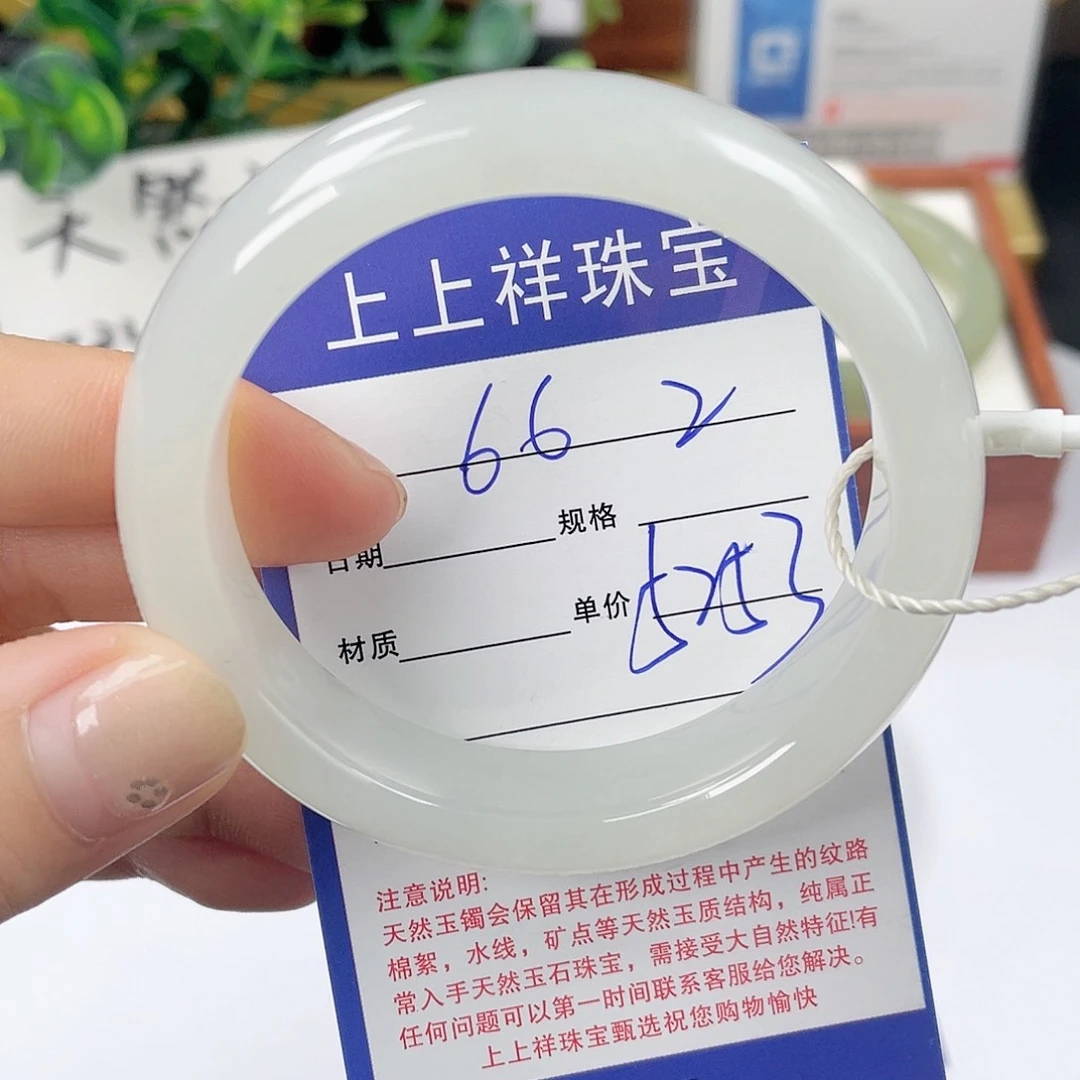 天然
上上祥珠宝
66 2
日期 规格
材质 单价
注意说明:
天然玉镯会保留其在形成过程中产生的纹路
棉絮，水线，矿点等天然玉质结构，纯属正
常入手天然玉石珠宝，需接受大自然特征!有
任何问题可以第一时间联系客服给您解决。
上上祥珠宝甄选祝您购物愉快